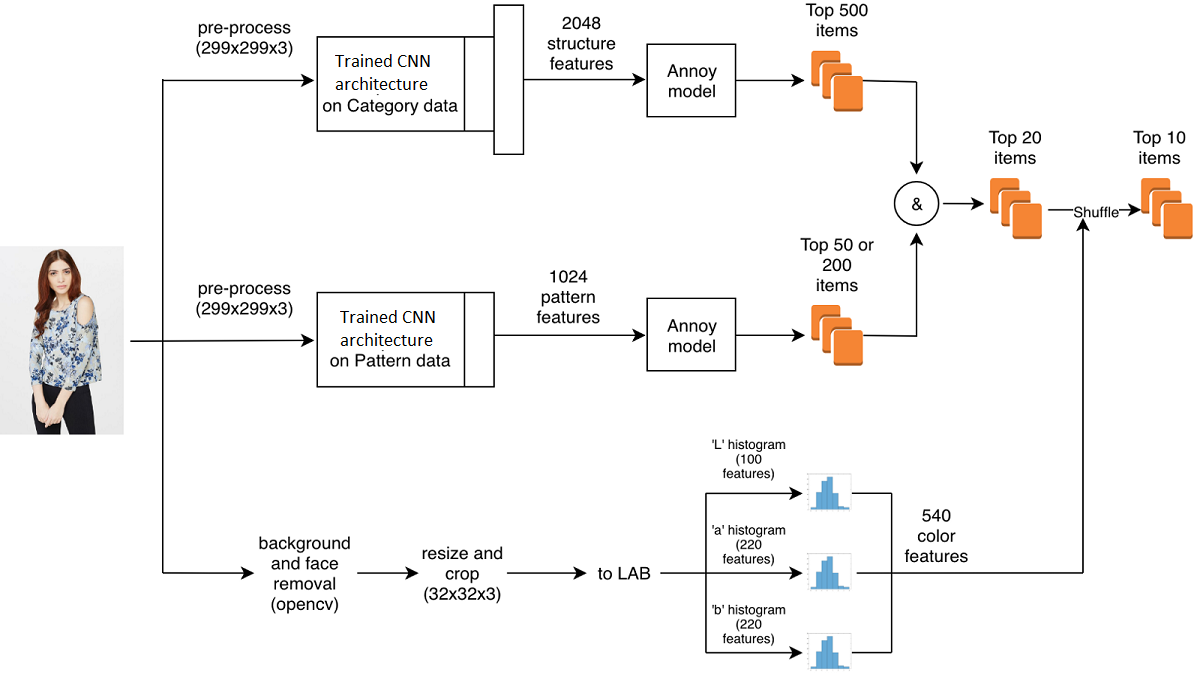 pre-process
(299x299x3)
Trained CNN
architecture
on Category data
2048
structure
features
Annoy
model
Top 500
items
&
Top 20
items
Shuffle
Top 10
items
pre-process
(299x299x3)
Trained CNN
architecture
on Pattern data
1024
pattern
features
Annoy
model
Top 50 or
200
items
background
and face
removal
(opencv)
resize and
crop
(32x32x3)
to LAB
'L' histogram
(100
features)
'a' histogram
(220
features)
'b' histogram
(220
features)
540
color
features